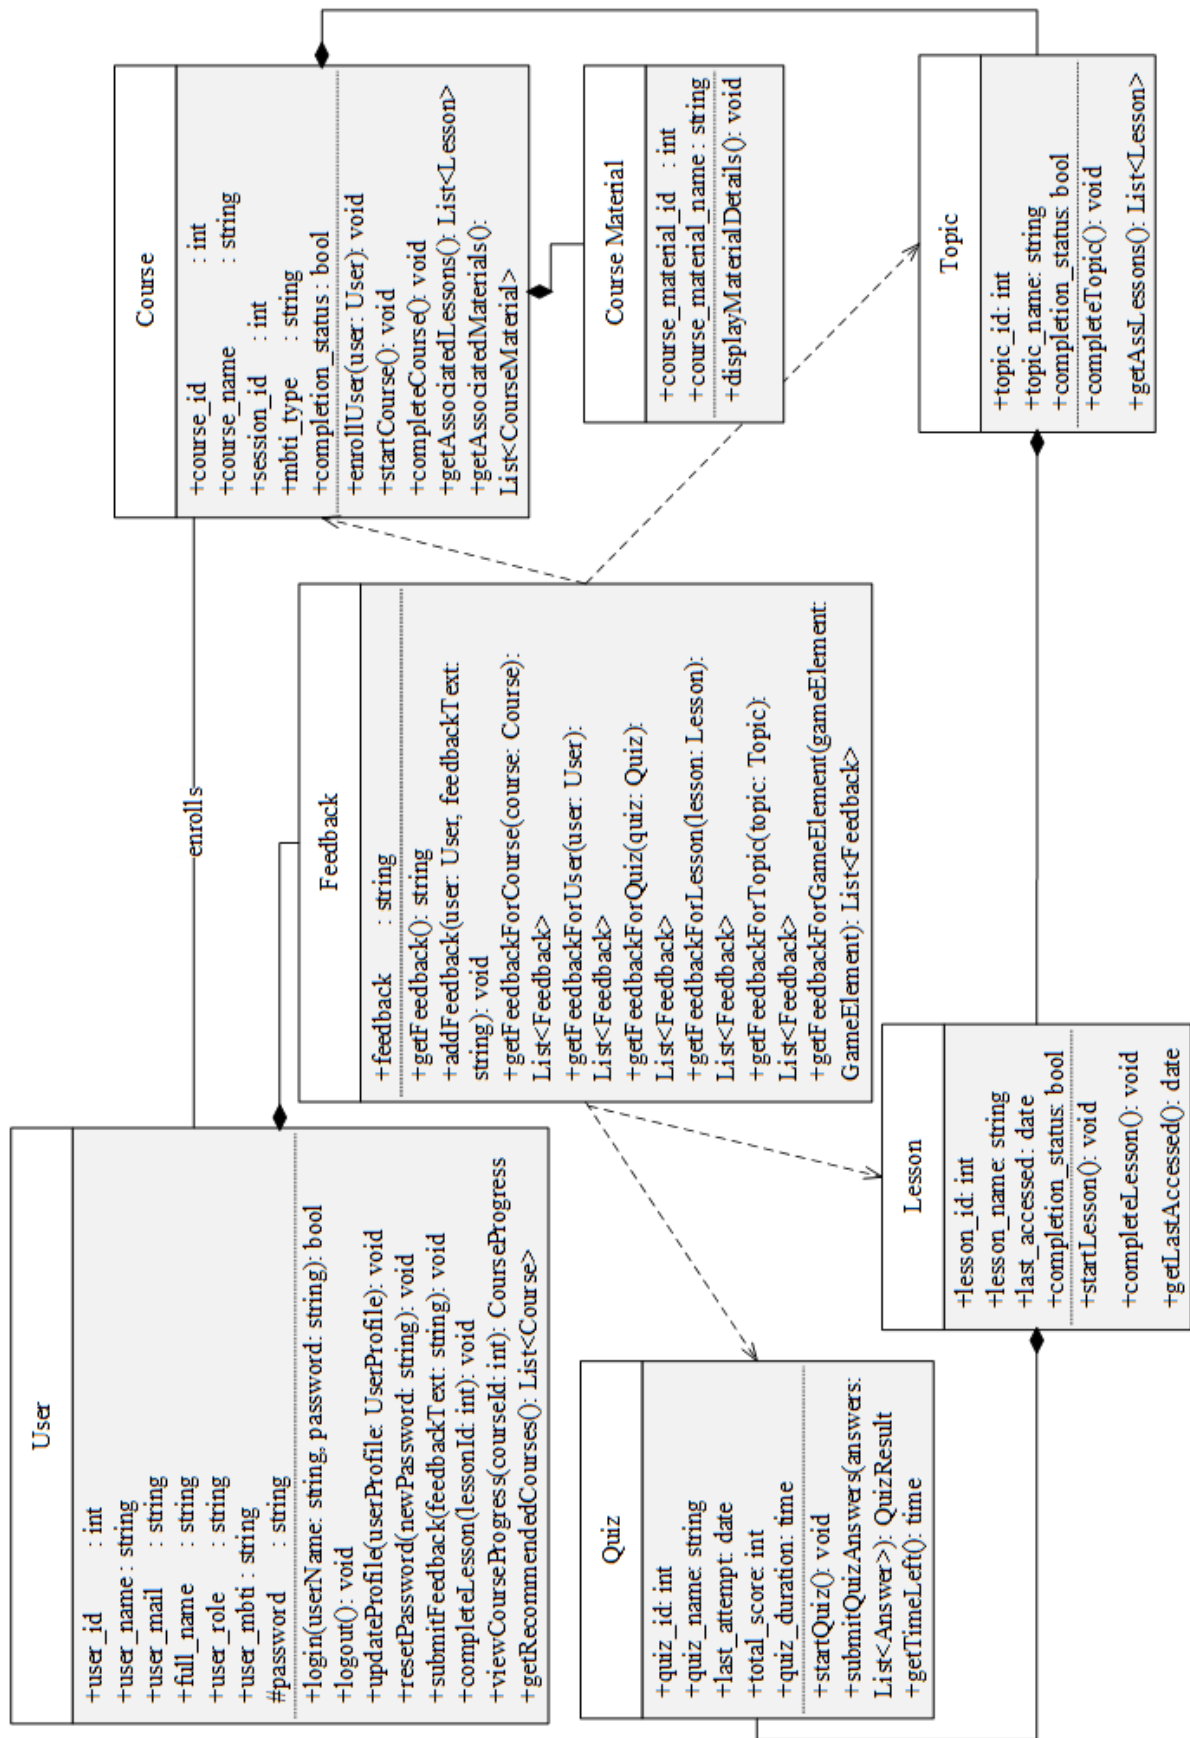 User
+user_id : int
+user_name : string
+user_mail : string
+full_name : string
+user_role : string
+user_mbti : string
#password : string
+login(userName: string, password: string): bool
+logout(): void
+updateProfile(userProfile: UserProfile): void
+resetPassword(newPassword: string): void
+submitFeedback(feedbackText: string): void
+completeLesson(lessonId: int): void
+viewCourseProgress(courseId: int): CourseProgress
+getRecommendedCourses(): List<Course>
enrolls
Course
+course_id : int
+course_name : string
+session_id : int
+mbti_type : string
+completion_status : bool
+enrollUser(user: User): void
+startCourse(): void
+completeCourse(): void
+getAssociatedLessons(): List<Lesson>
+getAssociatedMaterials():
List<CourseMaterial>
Feedback
+feedback : string
+getFeedback(): string
+addFeedback(user: User, feedbackText:
string): void
+getFeedbackForCourse(course: Course):
List<Feedback>
+getFeedbackForUser(user: User):
List<Feedback>
+getFeedbackForQuiz(quiz: Quiz):
List<Feedback>
+getFeedbackForLesson(lesson: Lesson):
List<Feedback>
+getFeedbackForTopic(topic: Topic):
List<Feedback>
+getFeedbackForGameElement(gameElement:
GameElement): List<Feedback>
Course Material
+course_material_id : int
+course_material_name : string
+displayMaterialDetails(): void
Quiz
+quiz_id: int
+quiz_name: string
+last_attempt: date
+total_score: int
+quiz_duration: time
+startQuiz(): void
+submitQuizAnswers(answers:
List<Answer>): QuizResult
+getTimeLeft(): time
Lesson
+lesson_id: int
+lesson_name: string
+last_accessed: date
+completion_status: bool
+startLesson(): void
+completeLesson(): void
+getLastAccessed(): date
Topic
+topic_id: int
+topic_name: string
+completion_status: bool
+completeTopic(): void
+getAssLessons(): List<Lesson>